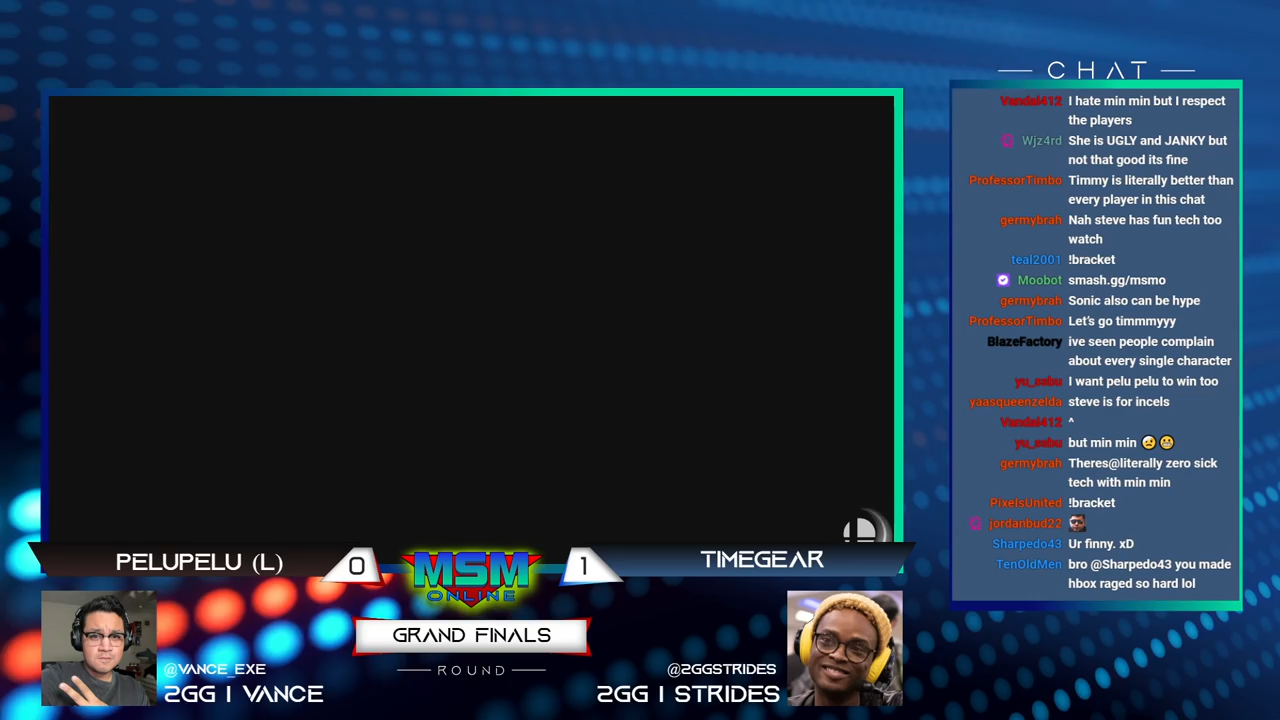 CHAT
Vandal412 I hate min min but I respect
the players
Wjz4rd She is UGLY and JANKY but
not that good its fine
ProfessorTimbo Timmy is literally better than
every player in this chat
germybrah Nah steve has fun tech too
watch
teal2001 !bracket
Moobot smash.gg/msmo
germybrah Sonic also can be hype
ProfessorTimbo Let's go timmmyyy
BlazeFactory ive seen people complain
about every single character
I want pelu pelu to win too
yaasqueenzelda steve is for incels
Vandal412 ^
but min min 😥😬
germybrah Theres@literally zero sick
tech with min min
PixelsUnited !bracket
jordanbud22
Sharpedo43 Ur finny. xD
TenOldMen bro @Sharpedo43 you made
hbox raged so hard lol
PELUPELU (L) 0 MSM 1 TIMEGEAR
ONLINE
GRAND FINALS
ROUND
@VANCE_EXE
2GG | VANCE
@2GGSTRIDES
2GG | STRIDES